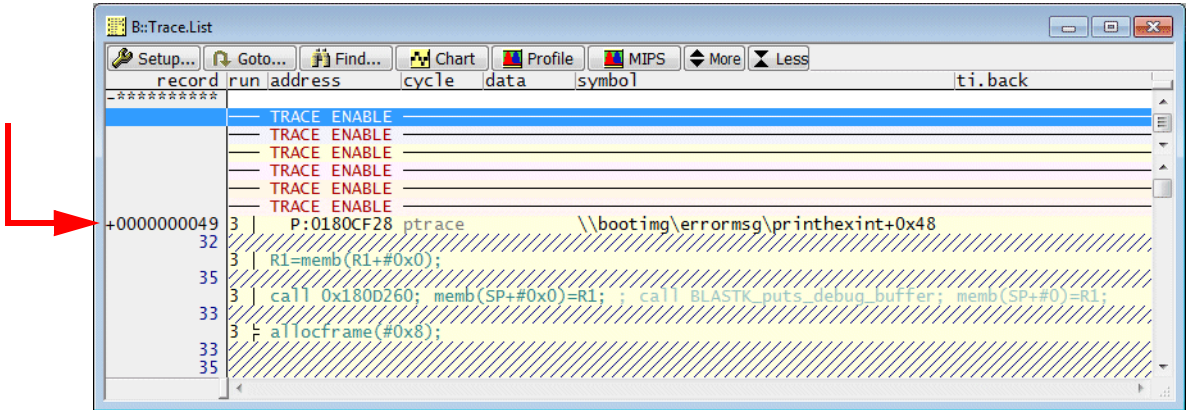 B::Trace.List
Setup... Goto... Find... Chart Profile MIPS More Less
record run address cycle data symbol ti.back
-**********
TRACE ENABLE
TRACE ENABLE
TRACE ENABLE
TRACE ENABLE
TRACE ENABLE
TRACE ENABLE
+0000000049 3 P:0180CF28 ptrace \\bootimg\errormsg\printhexint+0x48
32
3 R1=memb(R1+#0x0);
35
3 call 0x180D260; memb(SP+#0x0)=R1; ; call BLASTK_puts_debug_buffer; memb(SP+#0)=R1;
33
3 allocframe(#0x8);
33
35